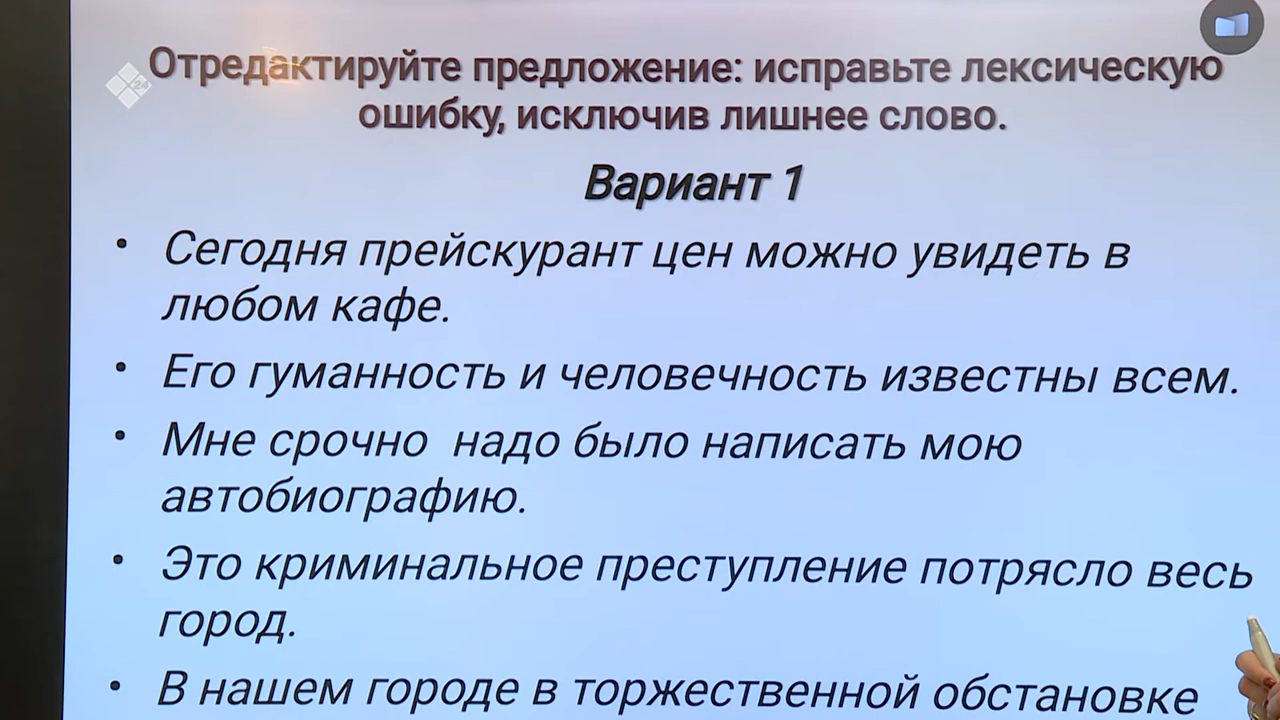 Отредактируйте предложение: исправьте лексическую
ошибку, исключив лишнее слово.
Вариант 1
• Сегодня прейскурант цен можно увидеть в
любом кафе.
• Его гуманность и человечность известны всем.
• Мне срочно надо было написать мою
автобиографию.
• Это криминальное преступление потрясло весь
город.
• В нашем городе в торжественной обстановке
24